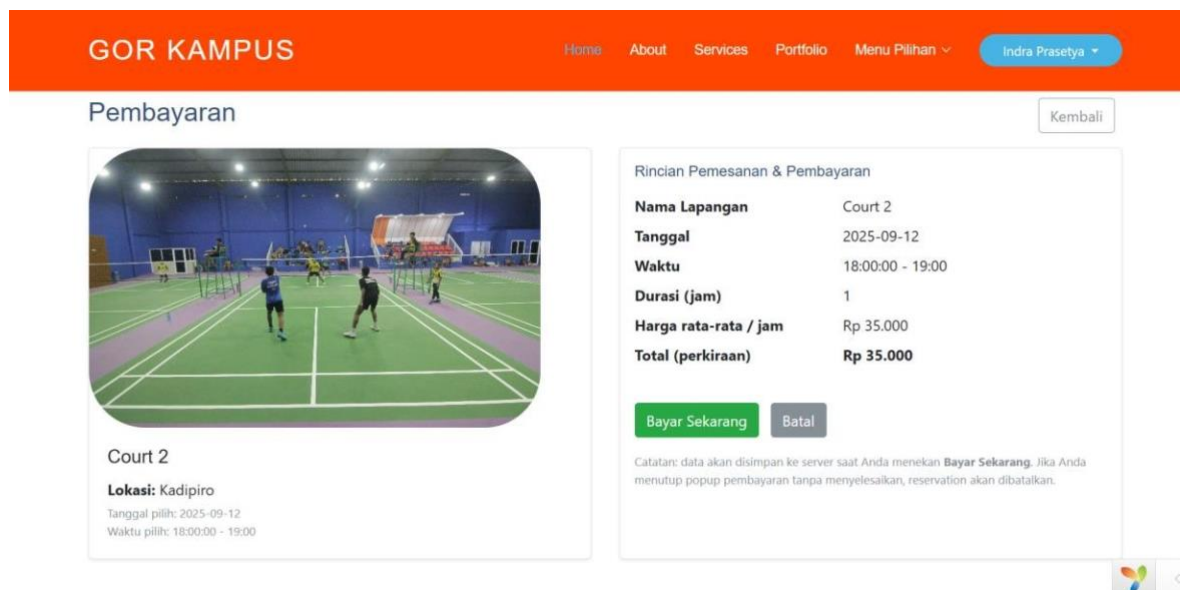 GOR KAMPUS
Home About Services Portfolio Menu Pilihan Indra Prasetya
Pembayaran
Kembali
Court 2
Lokasi: Kadipiro
Tanggal pilih: 2025-09-12
Waktu pilih: 18:00:00 - 19:00
Rincian Pemesanan & Pembayaran
Nama Lapangan Court 2
Tanggal 2025-09-12
Waktu 18:00:00 - 19:00
Durasi (jam) 1
Harga rata-rata / jam Rp 35.000
Total (perkiraan) Rp 35.000
Bayar Sekarang Batal
Catatan: data akan disimpan ke server saat Anda menekan Bayar Sekarang. Jika Anda
menutup popup pembayaran tanpa menyelesaikan, reservation akan dibatalkan.